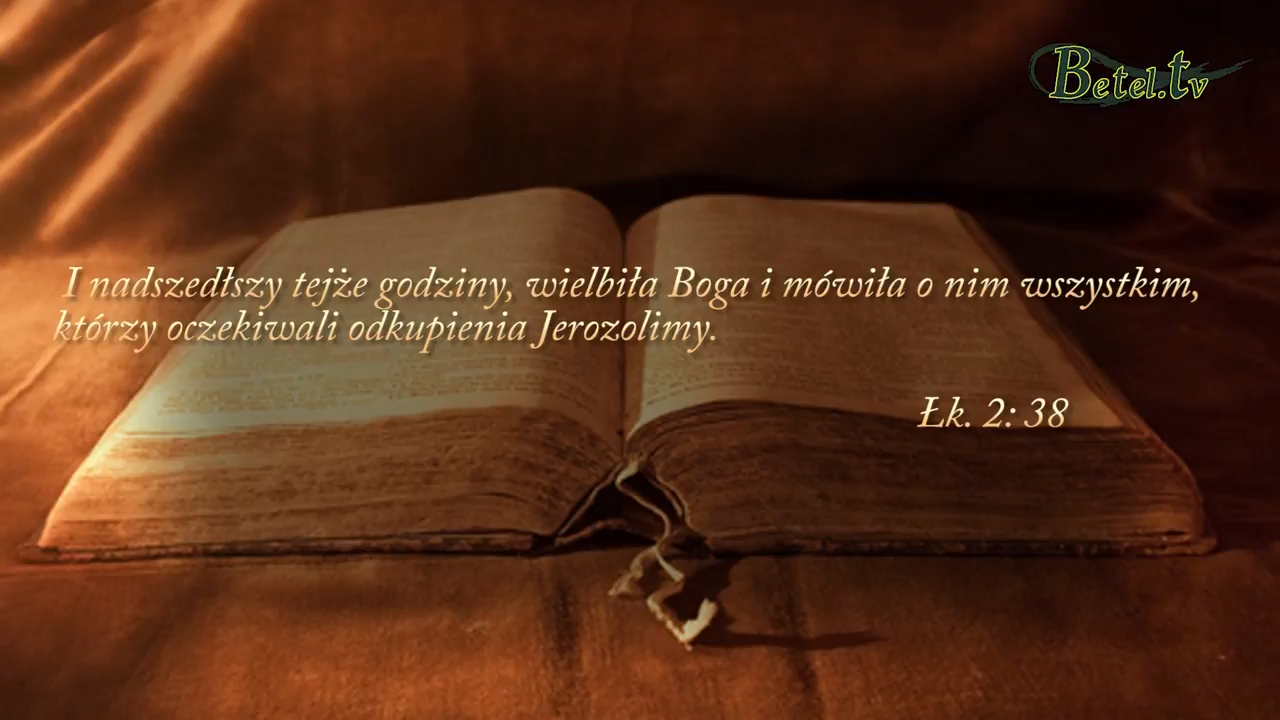 Betel.tv
I nadszedłszy tejże godziny, wielbiła Boga i mówiła o nim wszystkim,
którzy oczekiwali odkupienia Jerozolimy.
Łk. 2: 38